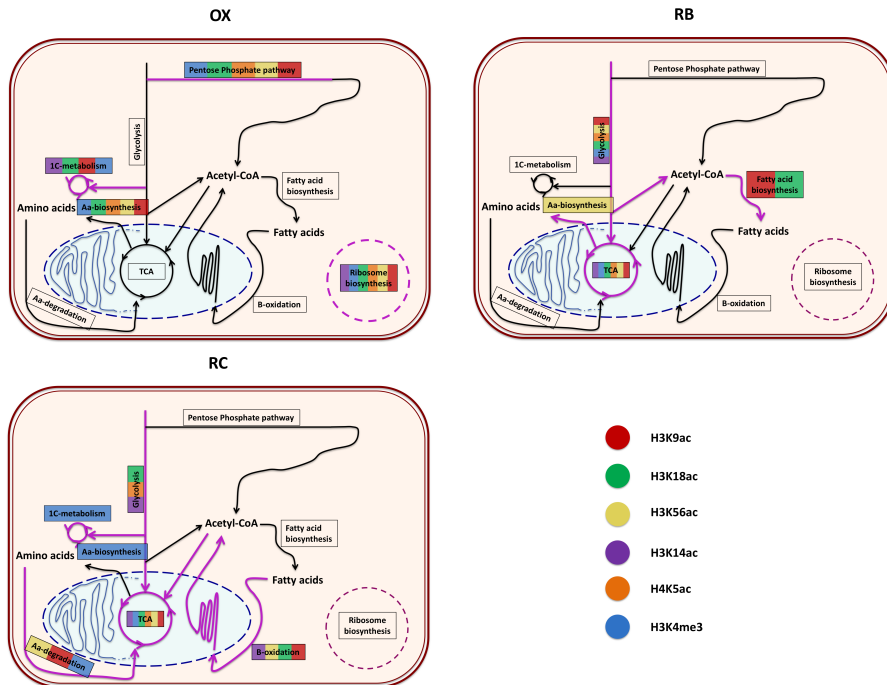 OX
RB
Pentose Phosphate pathway
Glycolysis
1C-metabolism
Acetyl-CoA
Fatty acid
biosynthesis
Amino acids
Aa-biosynthesis
Fatty acids
TCA
Ribosome
biosynthesis
B-oxidation
Aa-degradation
Pentose Phosphate pathway
Glycolysis
1C-metabolism
Acetyl-CoA
Fatty acid
biosynthesis
Amino acids
Aa-biosynthesis
Fatty acids
TCA
Ribosome
biosynthesis
B-oxidation
Aa-degradation
RC
Pentose Phosphate pathway
Glycolysis
1C-metabolism
Acetyl-CoA
Fatty acid
biosynthesis
Amino acids
Aa-biosynthesis
Fatty acids
TCA
Ribosome
biosynthesis
Aa-degradation
B-oxidation
H3K9ac
H3K18ac
H3K56ac
H3K14ac
H4K5ac
H3K4me3